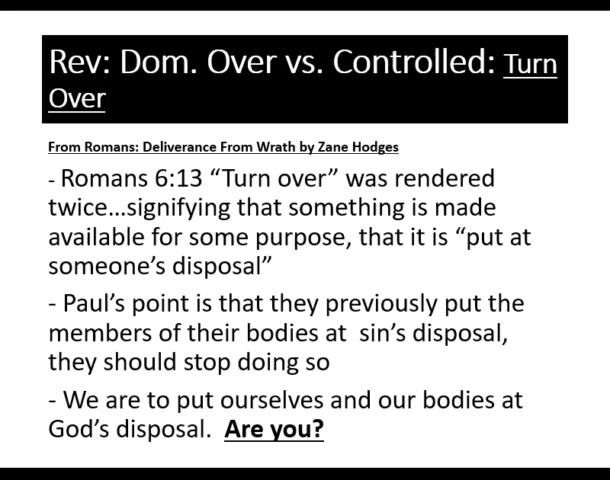 Rev: Dom. Over vs. Controlled: Turn
Over
From Romans: Deliverance From Wrath by Zane Hodges
- Romans 6:13 “Turn over” was rendered
twice…signifying that something is made
available for some purpose, that it is “put at
someone’s disposal”
- Paul’s point is that they previously put the
members of their bodies at sin’s disposal,
they should stop doing so
- We are to put ourselves and our bodies at
God’s disposal. Are you?